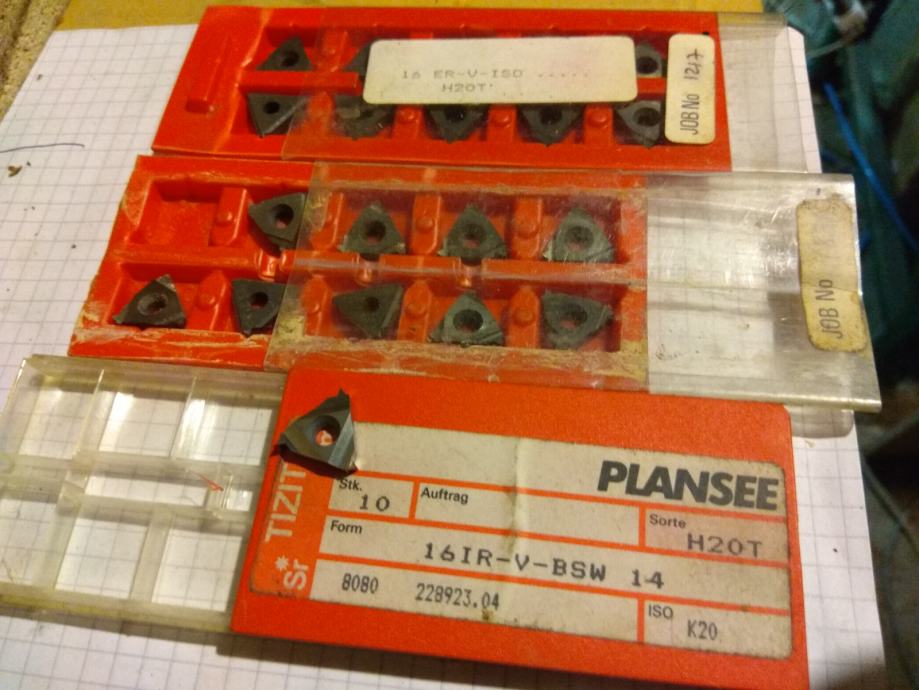 16 ER-V-ISO .....
H20T'
JOB No 1217
JOB No
TIZIT
Sr*
PLANSEE
Stk.
10
Auftrag
Sorte
H20T
Form
16IR-V-BSW 14
8080 228923.04
ISO
K20